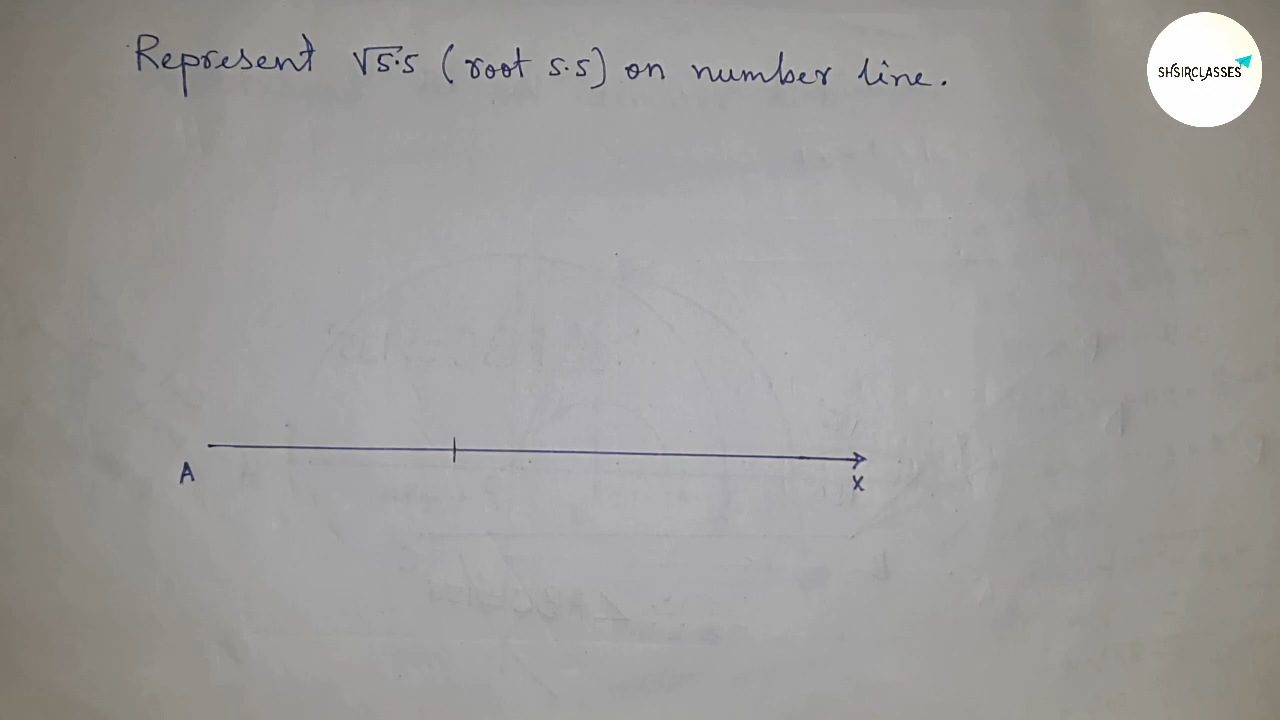 Represent √5.5 (root 5.5) on number line.
SHSIRCLASSES
A
X